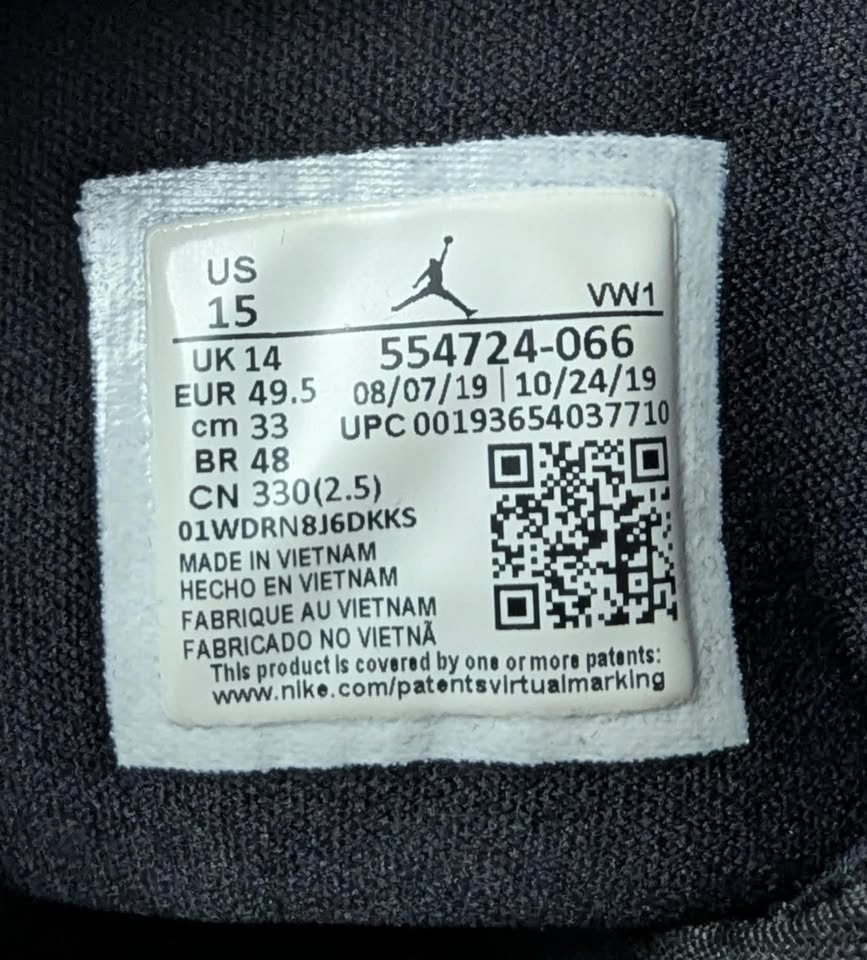 US
15
VW1
UK 14
554724-066
EUR 49.5
08/07/19 | 10/24/19
cm 33
UPC 00193654037710
BR 48
CN 330(2.5)
01WDRN8J6DKKS
MADE IN VIETNAM
HECHO EN VIETNAM
FABRIQUE AU VIETNAM
FABRICADO NO VIETNÃ
This product is covered by one or more patents:
www.nike.com/patentsvirtualmarking